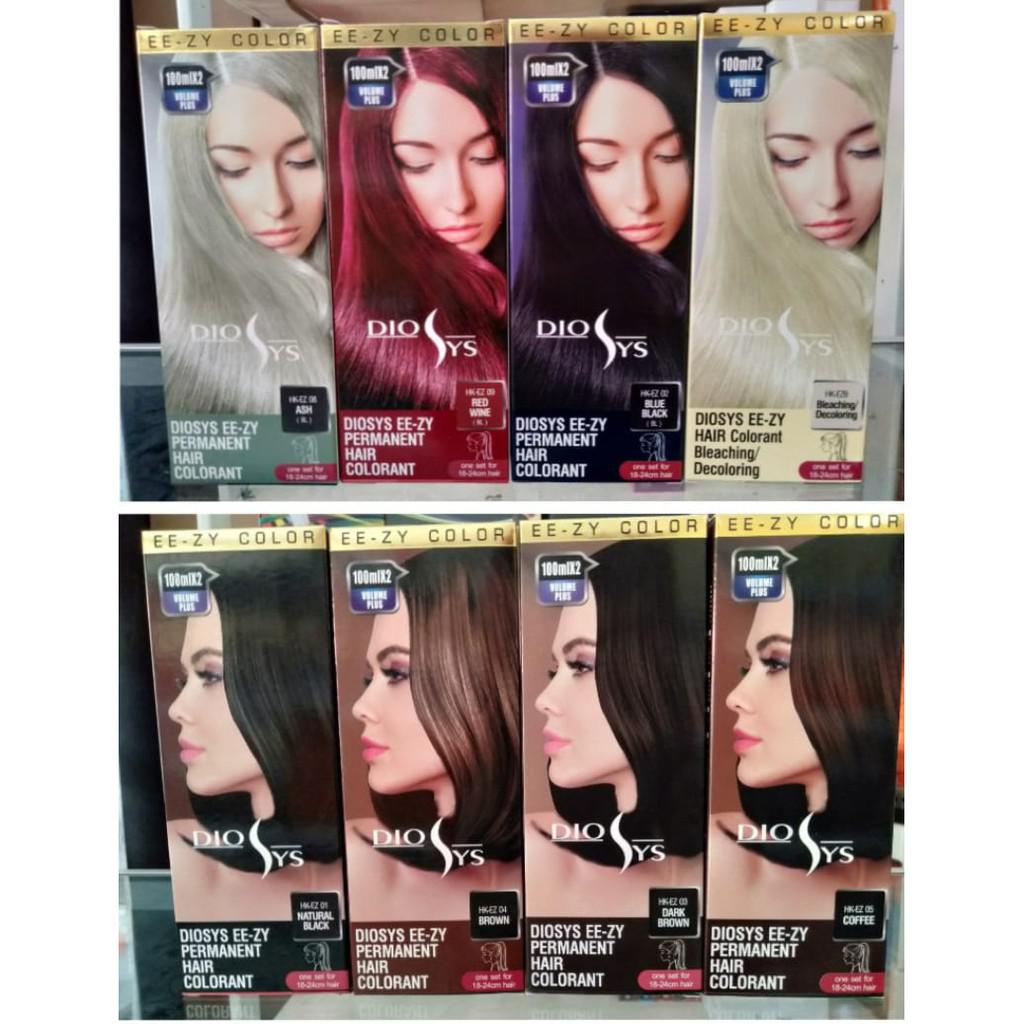 EE-ZY COLOR
100mlX2
VOLUME
PLUS
DIOSYS
HK-EZ 08
ASH
( 8L )
DIOSYS EE-ZY
PERMANENT
HAIR
COLORANT
one set for
18-24cm hair
EE-ZY COLOR
100mlX2
VOLUME
PLUS
DIOSYS
HK-EZ 09
RED
WINE
( 8L )
DIOSYS EE-ZY
PERMANENT
HAIR
COLORANT
one set for
18-24cm hair
EE-ZY COLOR
100mlX2
VOLUME
PLUS
DIOSYS
HK-EZ 02
BLUE
BLACK
DIOSYS EE-ZY
PERMANENT
HAIR
COLORANT
one set for
18-24cm hair
EE-ZY COLOR
100mlX2
VOLUME
PLUS
DIOSYS
Bleaching/
Decoloring
DIOSYS EE-ZY
HAIR Colorant
Bleaching/
Decoloring
one set for
18-24cm hair
EE-ZY COLOR
100mlX2
VOLUME
PLUS
DIOSYS
HK-EZ 01
NATURAL
BLACK
DIOSYS EE-ZY
PERMANENT
HAIR
COLORANT
one set for
18-24cm hair
EE-ZY COLOR
100mlX2
VOLUME
PLUS
DIOSYS
HK-EZ 04
BROWN
DIOSYS EE-ZY
PERMANENT
HAIR
COLORANT
one set for
18-24cm hair
EE-ZY COLOR
100mlX2
VOLUME
PLUS
DIOSYS
HK-EZ 03
DARK
BROWN
DIOSYS EE-ZY
PERMANENT
HAIR
COLORANT
one set for
18-24cm hair
EE-ZY COLOR
100mlX2
VOLUME
PLUS
DIOSYS
HK-EZ 05
COFFEE
DIOSYS EE-ZY
PERMANENT
HAIR
COLORANT
one set for
18-24cm hair